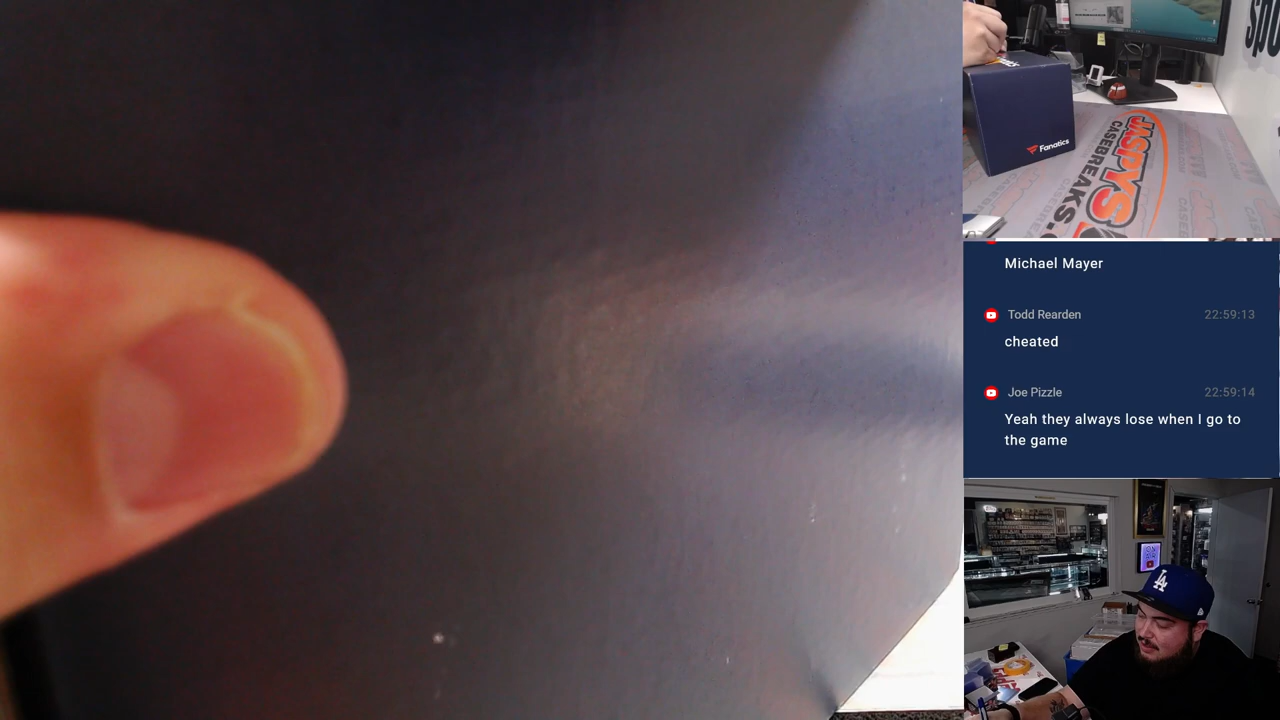 Fanatics
JASPYS
CASEBREAKS.
Michael Mayer
Todd Rearden 22:59:13
cheated
Joe Pizzle 22:59:14
Yeah they always lose when I go to
the game
LA